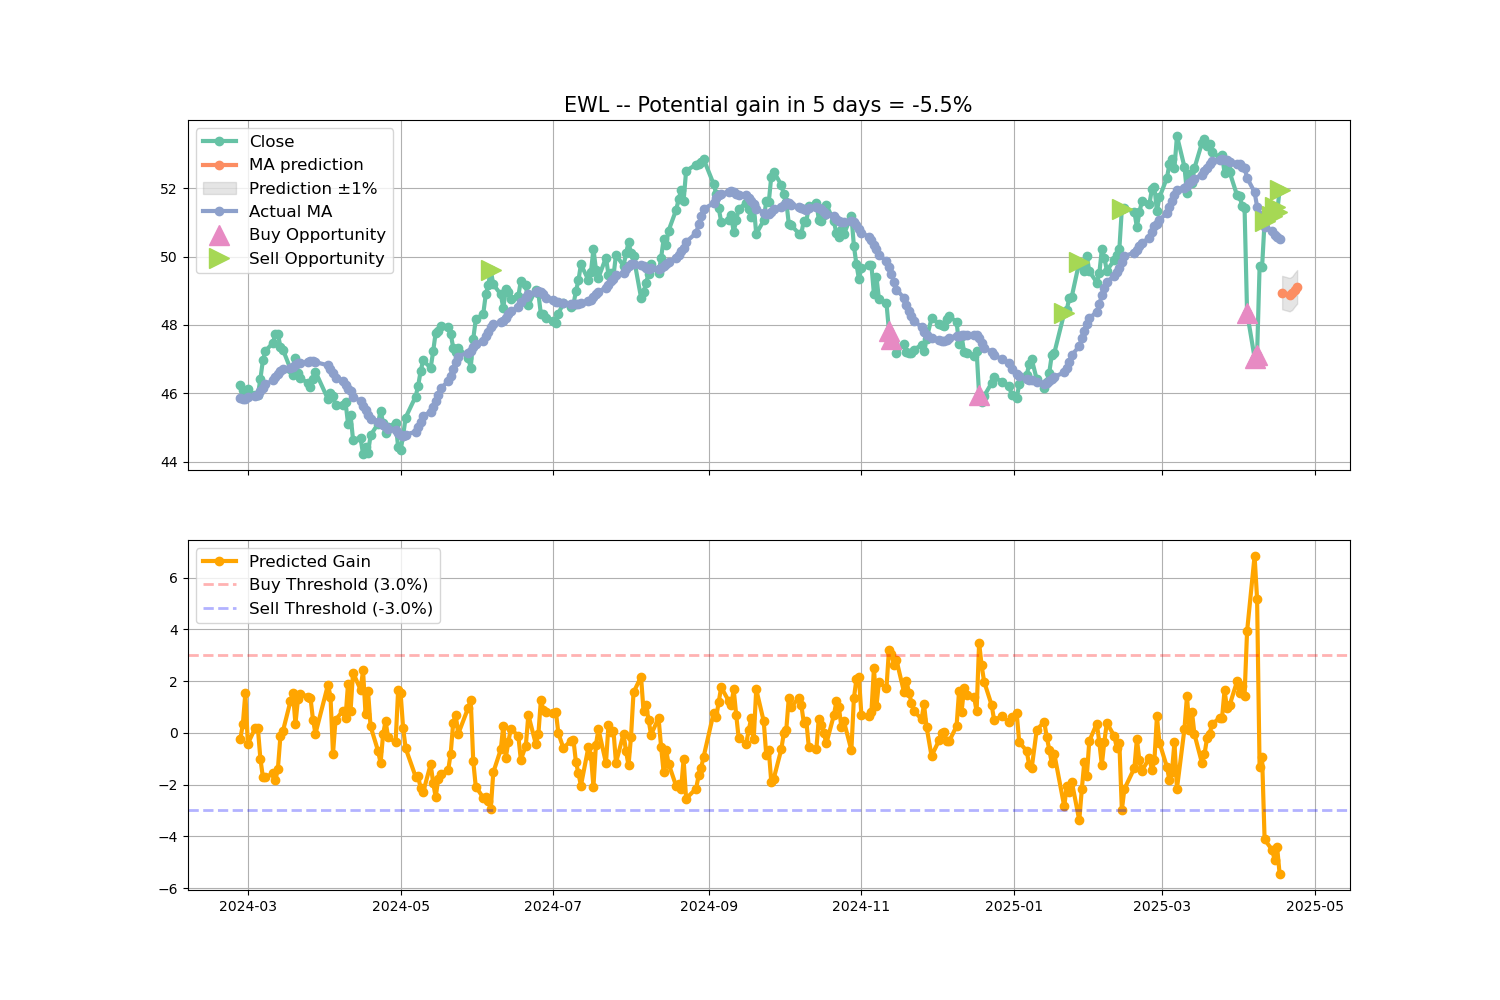 EWL -- Potential gain in 5 days = -5.5%
Close
MA prediction
Prediction ±1%
Actual MA
Buy Opportunity
Sell Opportunity
52
50
48
46
44
Predicted Gain
Buy Threshold (3.0%)
Sell Threshold (-3.0%)
6
4
2
0
−2
−4
−6
2024-03 2024-05 2024-07 2024-09 2024-11 2025-01 2025-03 2025-05